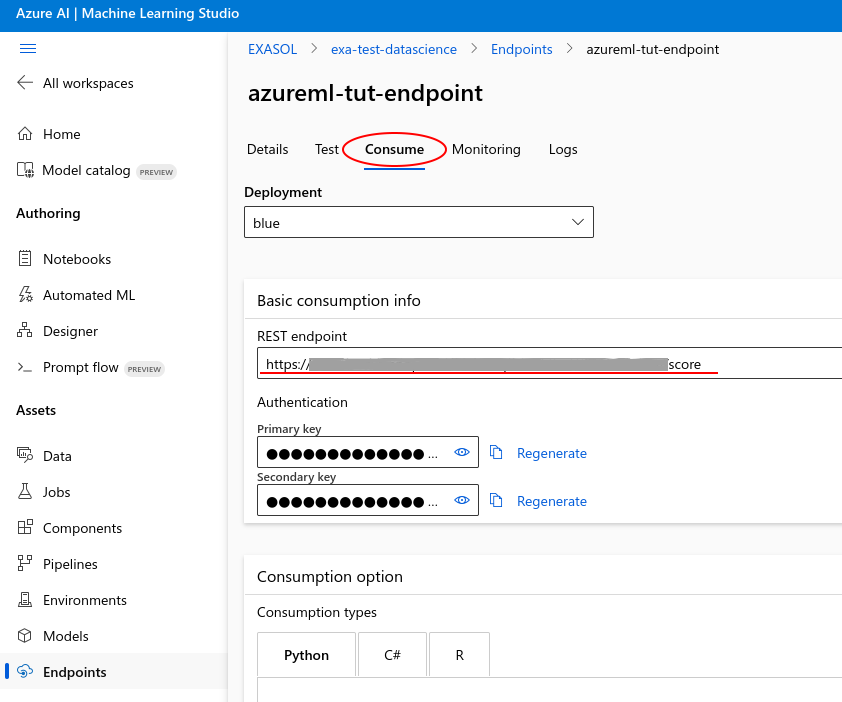 Azure AI | Machine Learning Studio
All workspaces
Home
Model catalog PREVIEW
Authoring
Notebooks
Automated ML
Designer
Prompt flow PREVIEW
Assets
Data
Jobs
Components
Pipelines
Environments
Models
Endpoints
EXASOL > exa-test-datascience > Endpoints > azureml-tut-endpoint
azureml-tut-endpoint
Details Test Consume Monitoring Logs
Deployment
blue
Basic consumption info
REST endpoint
https:// score
Authentication
Primary key
●●●●●●●●●●●●● ... Regenerate
Secondary key
●●●●●●●●●●●●● ... Regenerate
Consumption option
Consumption types
Python C# R